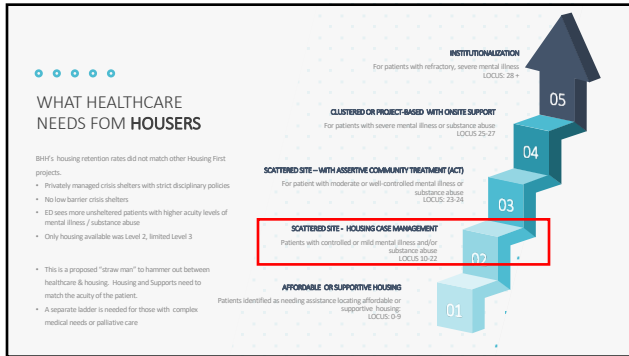 WHAT HEALTHCARE
NEEDS FOM HOUSERS
BHH's housing retention rates did not match other Housing First
projects.
• Privately managed crisis shelters with strict disciplinary policies
• No low barrier crisis shelters
• ED sees more unsheltered patients with higher acuity levels of
mental illness / substance abuse
• Only housing available was Level 2, limited Level 3
• This is a proposed "straw man" to hammer out between
healthcare & housing. Housing and Supports need to
match the acuity of the patient.
• A separate ladder is needed for those with complex
medical needs or palliative care
INSTITUTIONALIZATION
For patients with refractory, severe mental illness
LOCUS: 28 +
05
CLUSTERED OR PROJECT-BASED WITH ONSITE SUPPORT
For patients with severe mental illness or substance abuse
LOCUS 25-27
04
SCATTERED SITE – WITH ASSERTIVE COMMUNITY TREATMENT (ACT)
For patient with moderate or well-controlled mental illness or
substance abuse
LOCUS: 23-24
03
SCATTERED SITE - HOUSING CASE MANAGEMENT
Patients with controlled or mild mental illness and/or
substance abuse
LOCUS 10-22
02
AFFORDABLE OR SUPPORTIVE HOUSING
Patients identified as needing assistance locating affordable or
supportive housing:
LOCUS: 0-9
01